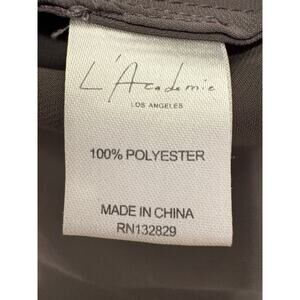 L'Academie
LOS ANGELES
100% POLYESTER
MADE IN CHINA
RN132829